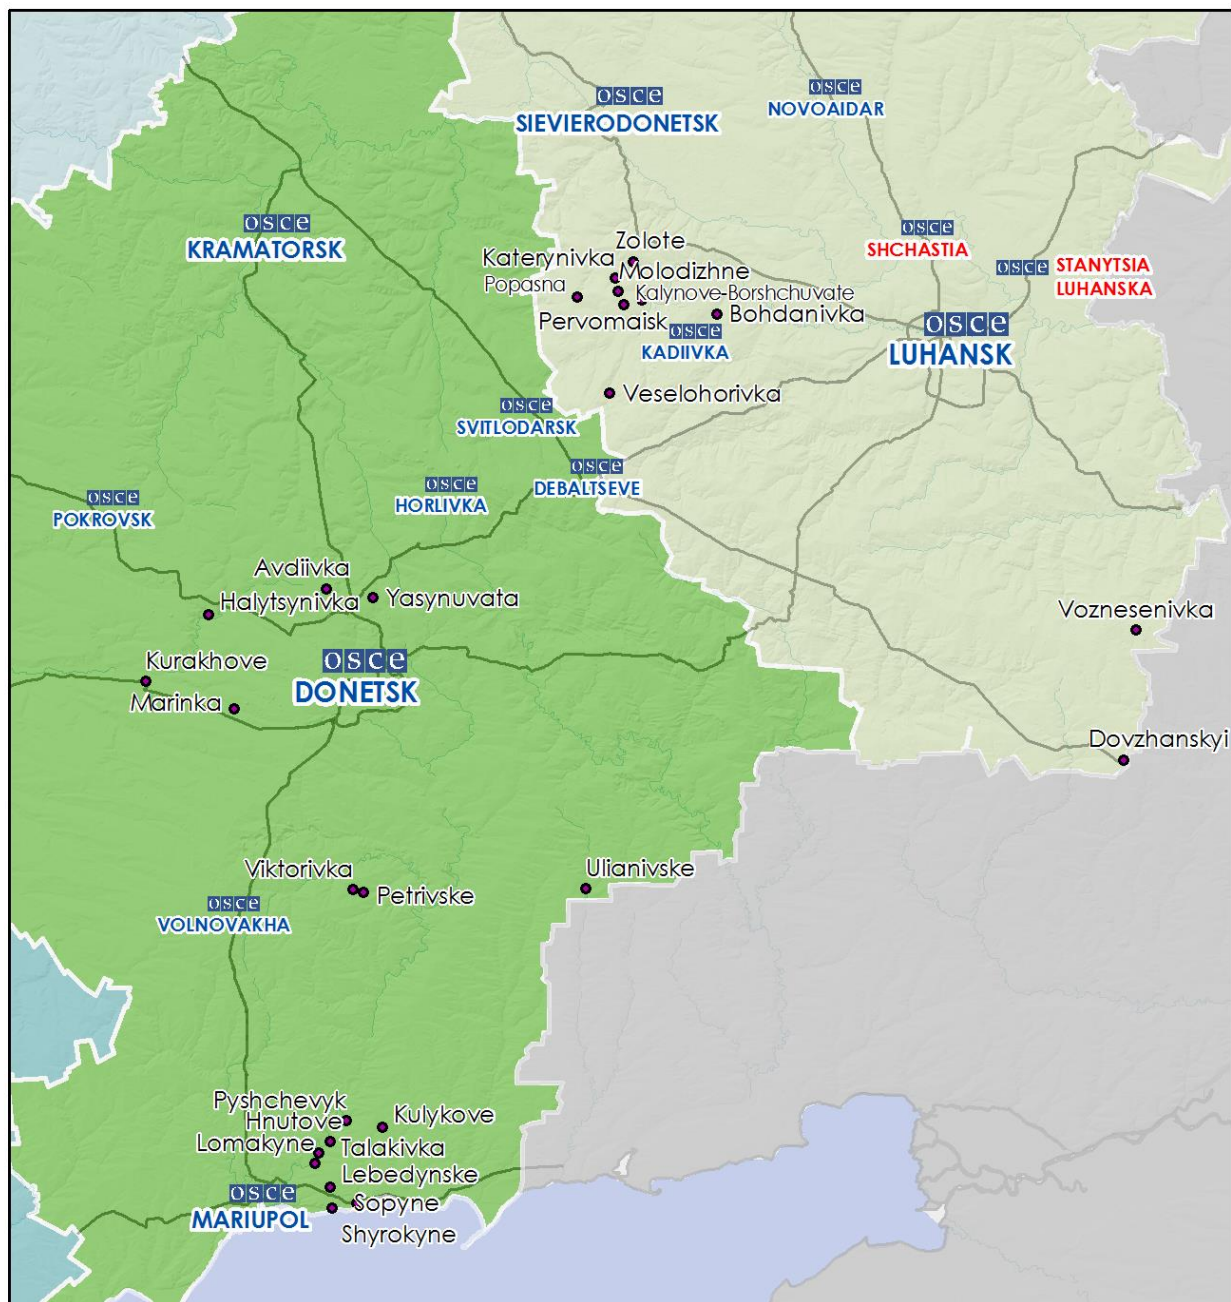 osce
SIEVIERODONETSK
osce
NOVOAIDAR
osce
KRAMATORSK
osce
SHCHASTIA
osce
STANYTSIA
LUHANSKA
Zolote
Katerynivka
Molodizhne
Popasna
Kalynove-Borshchuvate
Pervomaisk
Bohdanivka
osce
KADIIVKA
osce
LUHANSK
Veselohorivka
osce
SVITLODARSK
osce
DEBALTSEVE
osce
HORLIVKA
osce
POKROVSK
Avdiivka
Halytsynivka
Yasynuvata
Voznesenivka
Kurakhove
osce
DONETSK
Marinka
Dovzhanskyi
Viktorivka
Petrivske
Ulianivske
osce
VOLNOVAKHA
Pyshchevyk
Hnutove
Kulykove
Lomakyne
Talakivka
Lebedynske
osce
MARIUPOL
Sopyne
Shyrokyne